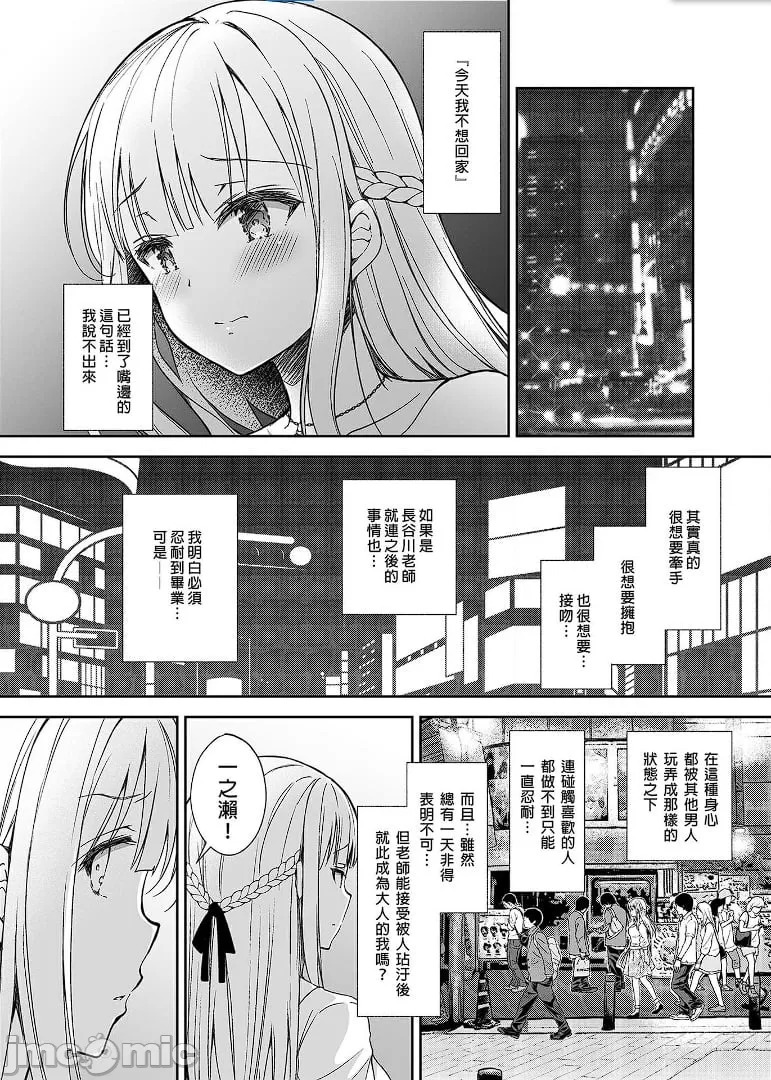 『今天我不想回家』
已經到了嘴邊的
這句話…
我說不出來
其實真的
很想要牽手
很想要擁抱
也很想要…
接吻…
如果是
長谷川老師
就連之後的
事情也…
我明白必須
忍耐到畢業…
可是——
在這種身心
都被其他男人
玩弄成那樣的
狀態之下
連碰觸喜歡的人
都做不到只能
一直忍耐…
而且…雖然
總有一天非得
表明不可…
但老師能接受被人玷汙後
就此成為大人的我嗎？
一之瀨！
jmcomic